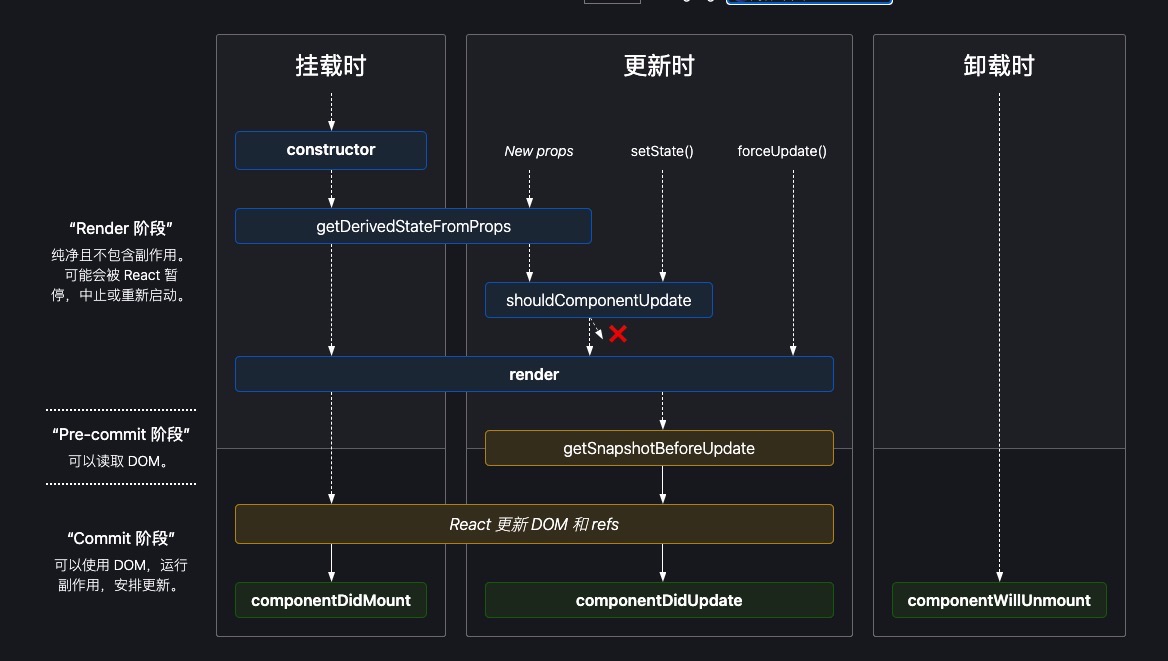 挂载时
更新时
卸载时
constructor
New props
setState()
forceUpdate()
getDerivedStateFromProps
“Render 阶段”
纯净且不包含副作用。
可能会被 React 暂
停，中止或重新启动。
shouldComponentUpdate
render
“Pre-commit 阶段”
可以读取 DOM。
getSnapshotBeforeUpdate
React 更新 DOM 和 refs
“Commit 阶段”
可以使用 DOM，运行
副作用，安排更新。
componentDidMount
componentDidUpdate
componentWillUnmount